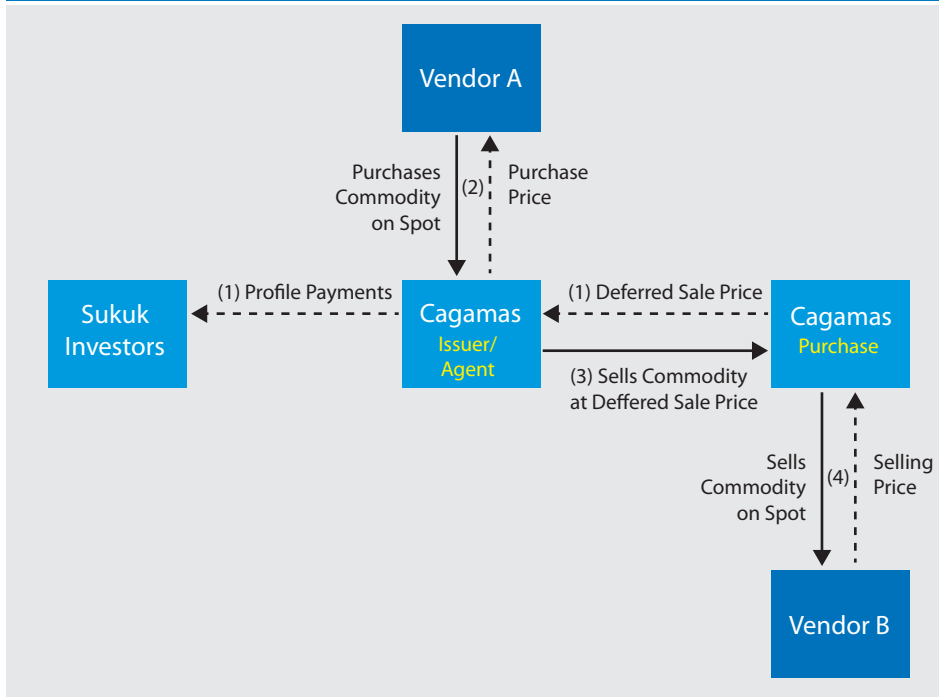 Vendor A
Purchases
Commodity
on Spot
(2)
Purchase
Price
Sukuk
Investors
(1) Profile Payments
Cagamas
Issuer/
Agent
(1) Deferred Sale Price
(3) Sells Commodity
at Deffered Sale Price
Cagamas
Purchase
Sells
Commodity
on Spot
(4)
Selling
Price
Vendor B